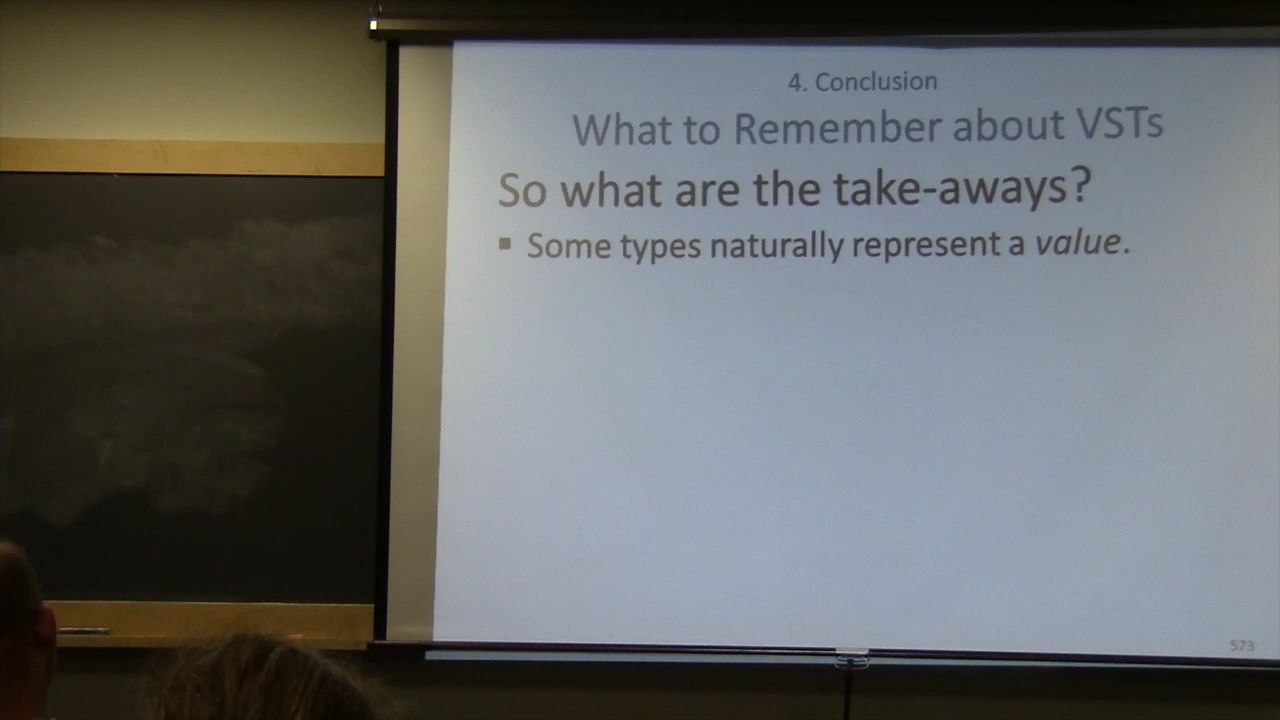 4. Conclusion
What to Remember about VSTs
So what are the take-aways?
▪ Some types naturally represent a value.
573